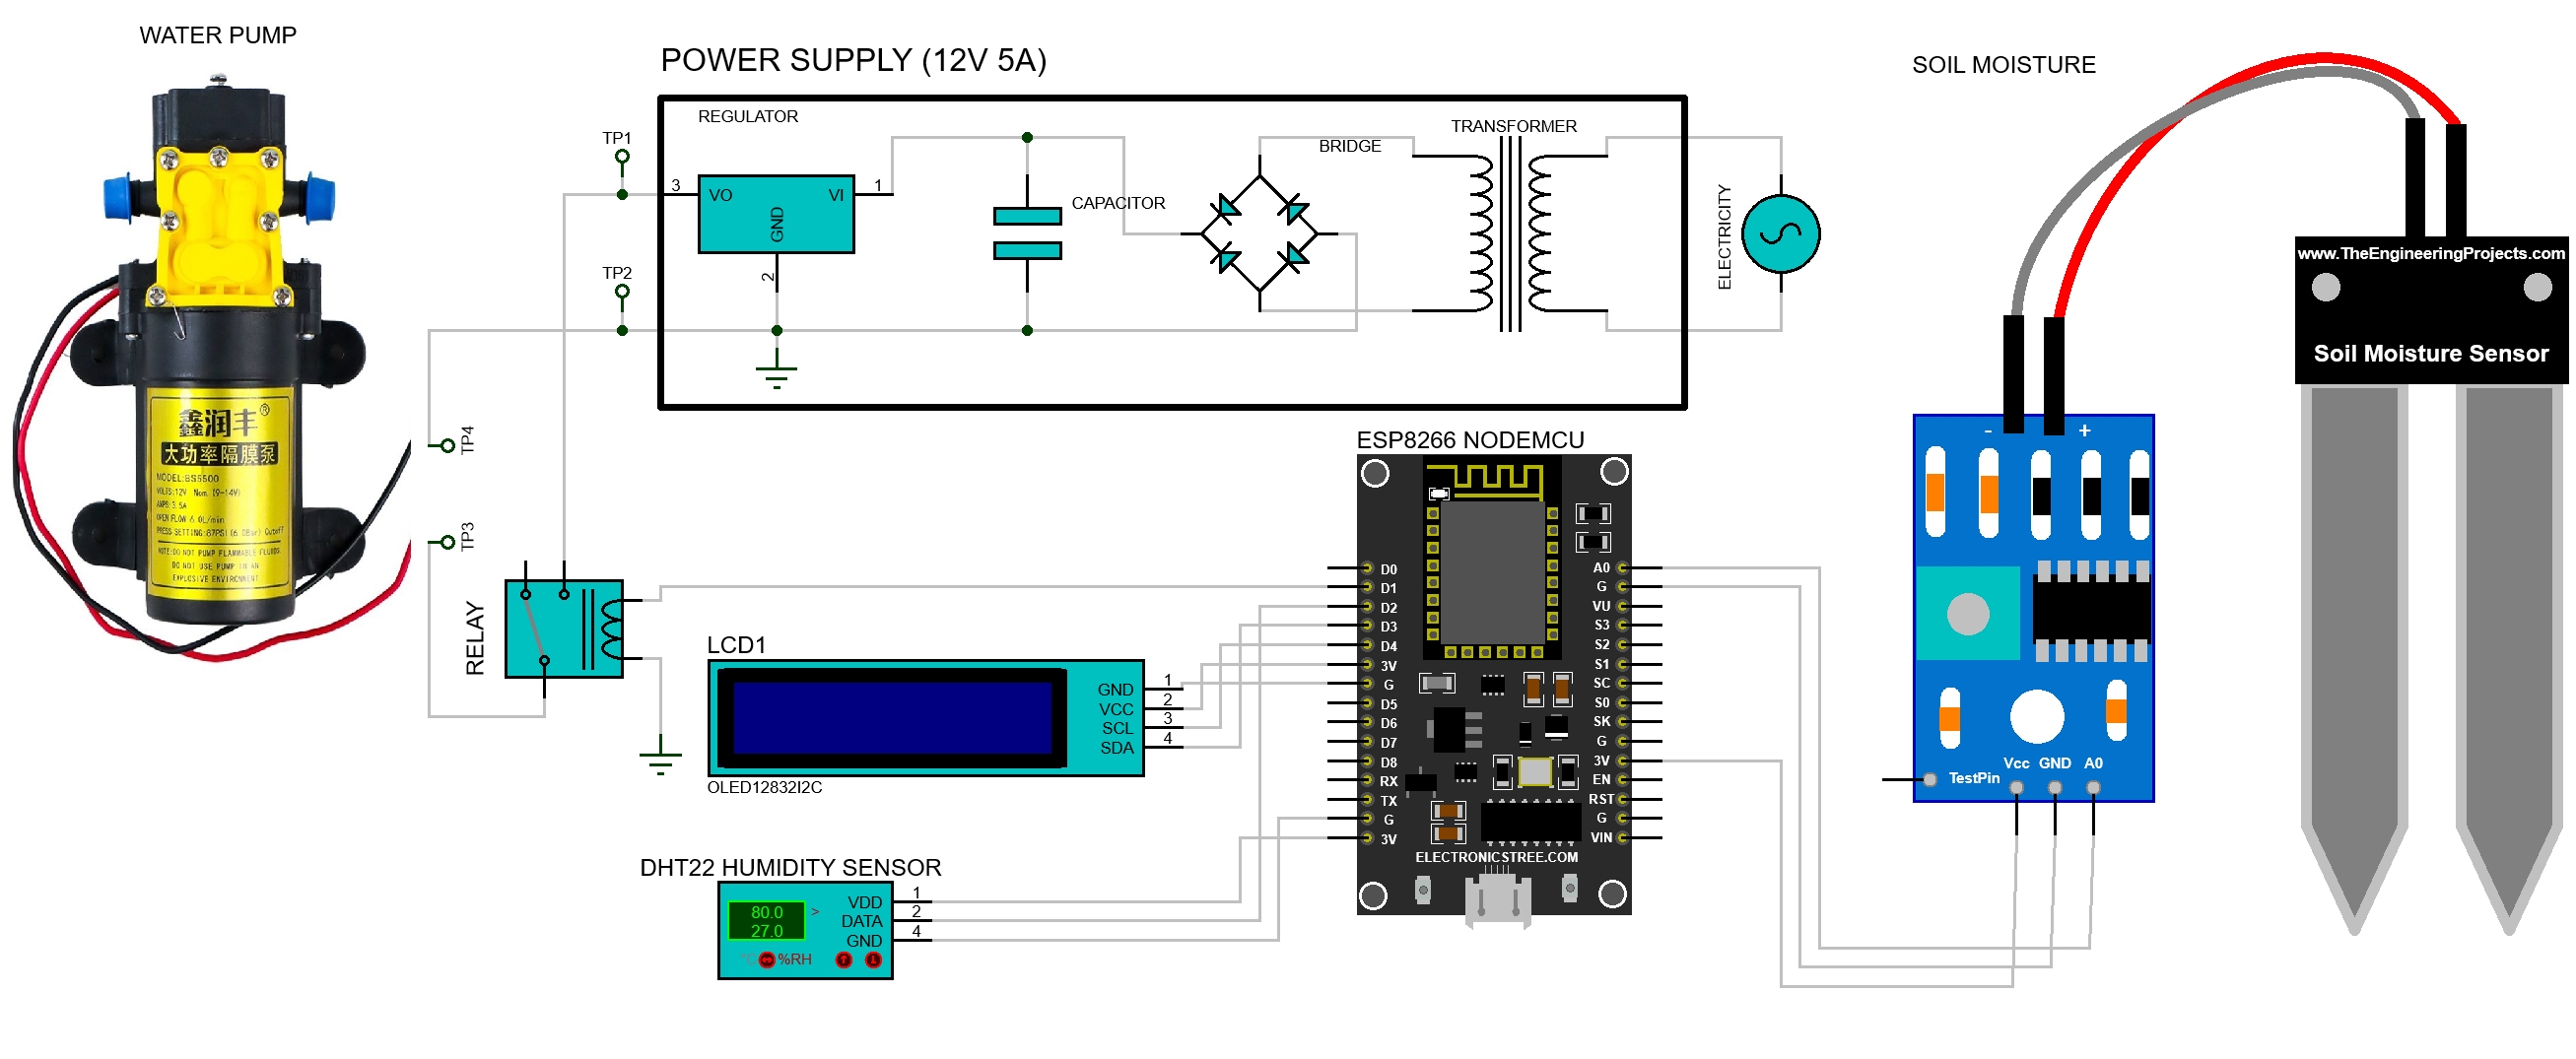 WATER PUMP
POWER SUPPLY (12V 5A)
SOIL MOISTURE
REGULATOR
TRANSFORMER
BRIDGE
TP1
3
VO
VI
1
GND
2
CAPACITOR
ELECTRICITY
TP2
www.TheEngineeringProjects.com
Soil Moisture Sensor
鑫润丰®
大功率隔膜泵
MODEL:BS5500
VOLTS:12V Nom. (9-14V)
AMPS:3.5A
OPEN FLOW 6.0L/min
PRESS SETTING:87PSI(6.0Bar) Cutoff
NOTE:DO NOT PUMP FLAMMABLE FLUIDS.
DO NOT USE PUMP IN AN
EXPLOSIVE ENVIRONMENT
TP4
TP3
RELAY
ESP8266 NODEMCU
D0
D1
D2
D3
D4
3V
G
D5
D6
D7
D8
RX
TX
G
3V
A0
G
VU
S3
S2
S1
SC
S0
SK
G
3V
EN
RST
G
VIN
ELECTRONICSTREE.COM
LCD1
GND 1
VCC 2
SCL 3
SDA 4
OLED12832I2C
DHT22 HUMIDITY SENSOR
80.0
27.0
>
VDD 1
DATA 2
GND 4
°C
%RH
- +
Vcc GND A0
TestPin